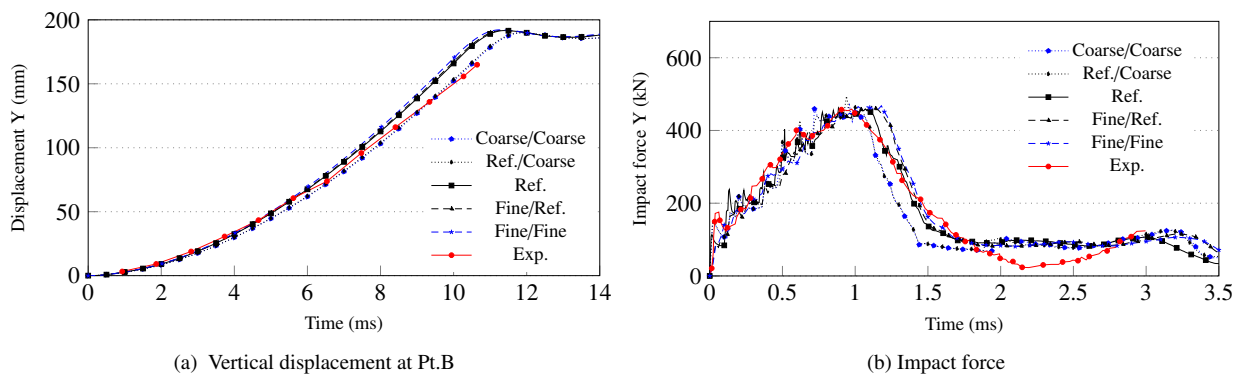 200
150
100
50
0
0 2 4 6 8 10 12 14
Displacement Y (mm)
Time (ms)
Coarse/Coarse
Ref./Coarse
Ref.
Fine/Ref.
Fine/Fine
Exp.
(a) Vertical displacement at Pt.B
600
400
200
0
0 0.5 1 1.5 2 2.5 3 3.5
Impact force Y (kN)
Time (ms)
Coarse/Coarse
Ref./Coarse
Ref.
Fine/Ref.
Fine/Fine
Exp.
(b) Impact force